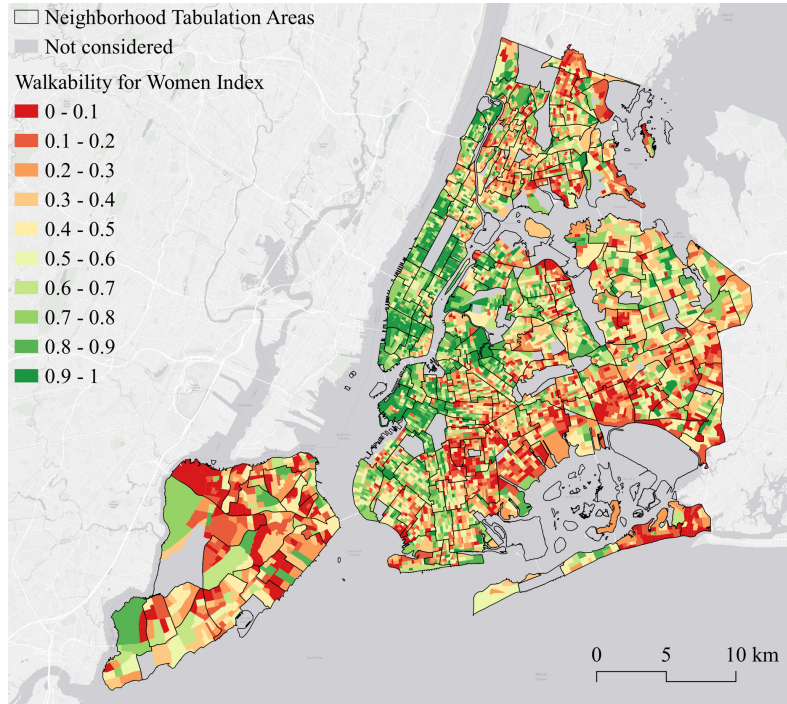 Neighborhood Tabulation Areas
Not considered
Walkability for Women Index
0 - 0.1
0.1 - 0.2
0.2 - 0.3
0.3 - 0.4
0.4 - 0.5
0.5 - 0.6
0.6 - 0.7
0.7 - 0.8
0.8 - 0.9
0.9 - 1
0 5 10 km